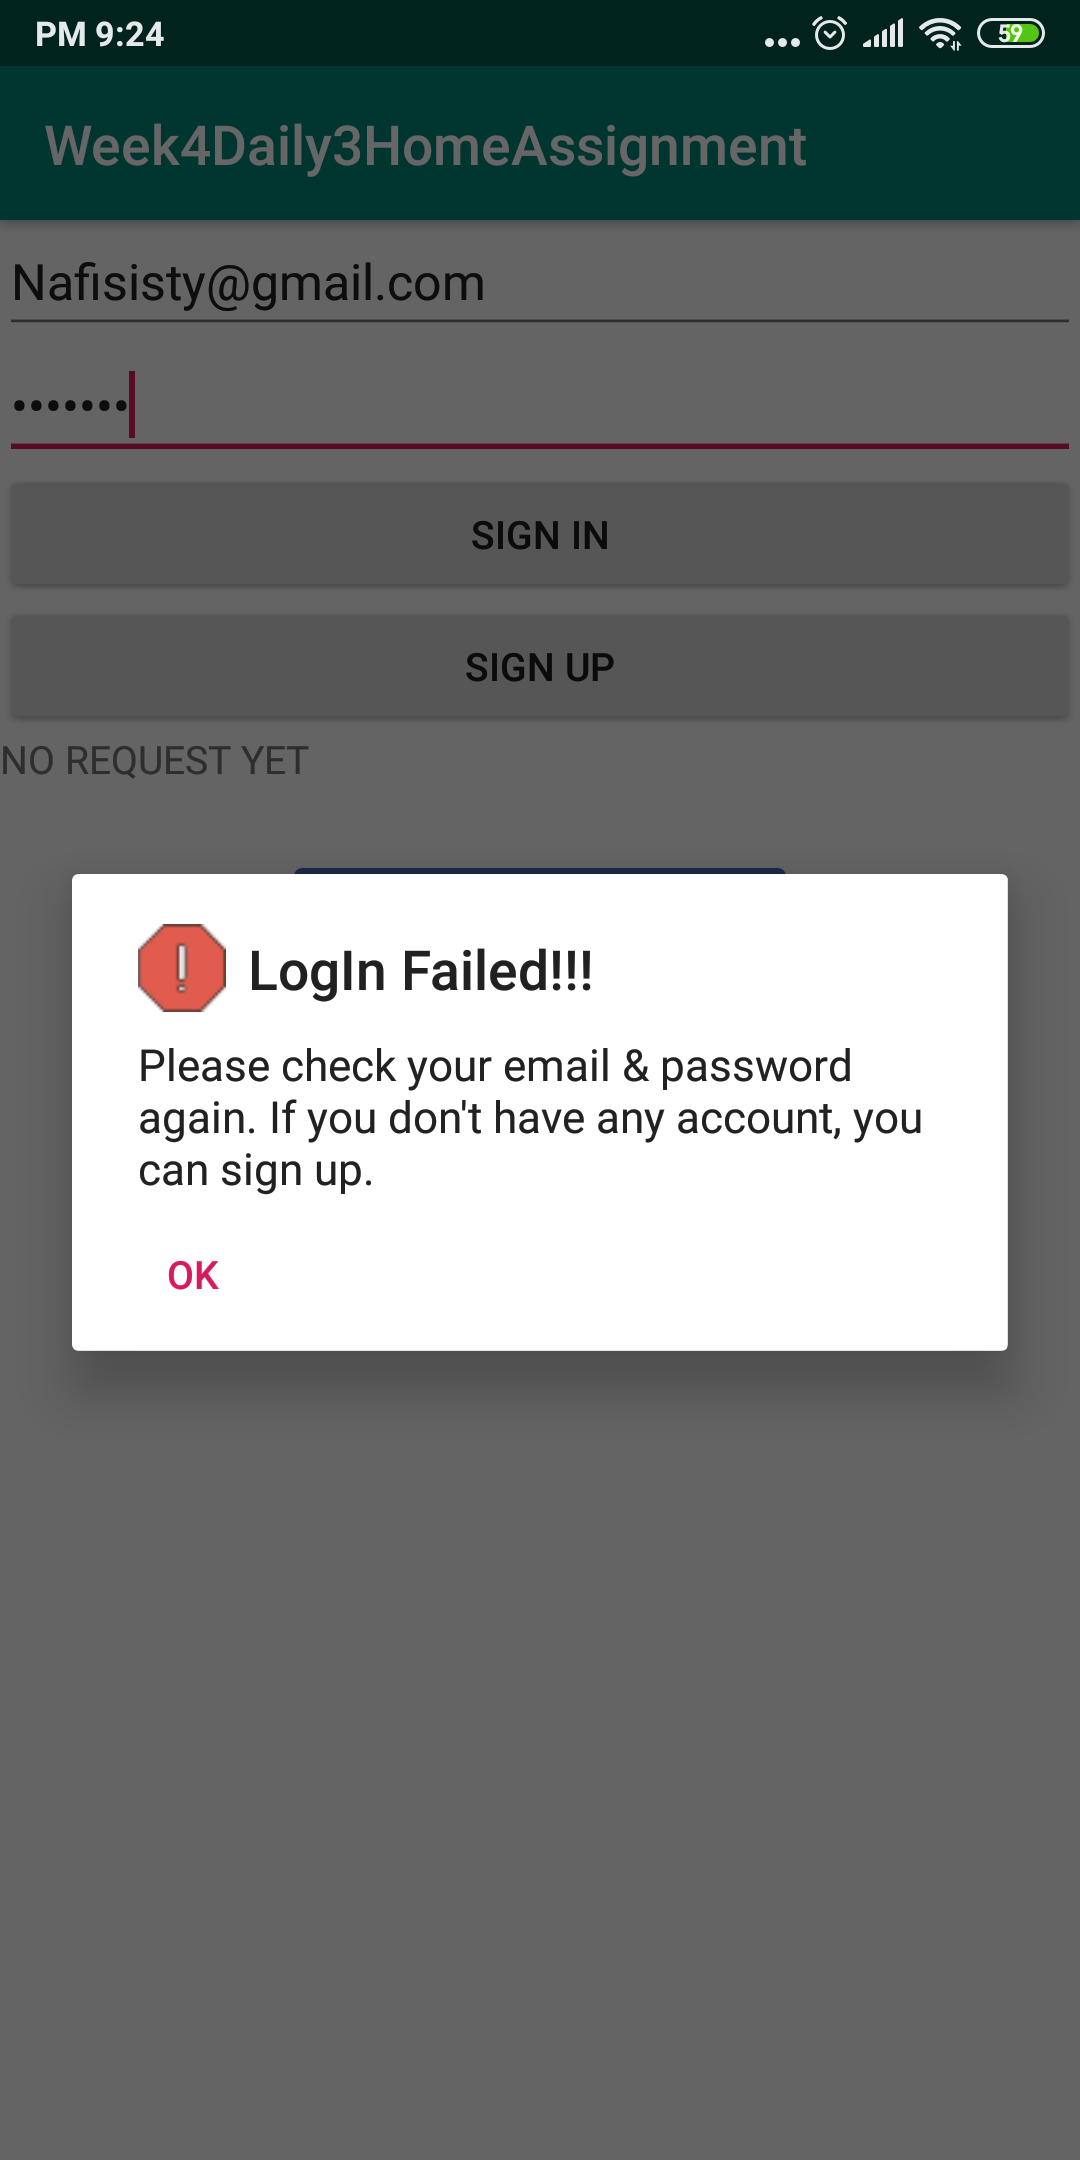 PM 9:24
59
Week4Daily3HomeAssignment
Nafisisty@gmail.com
•••••••
SIGN IN
SIGN UP
NO REQUEST YET
LogIn Failed!!!
Please check your email & password
again. If you don't have any account, you
can sign up.
OK